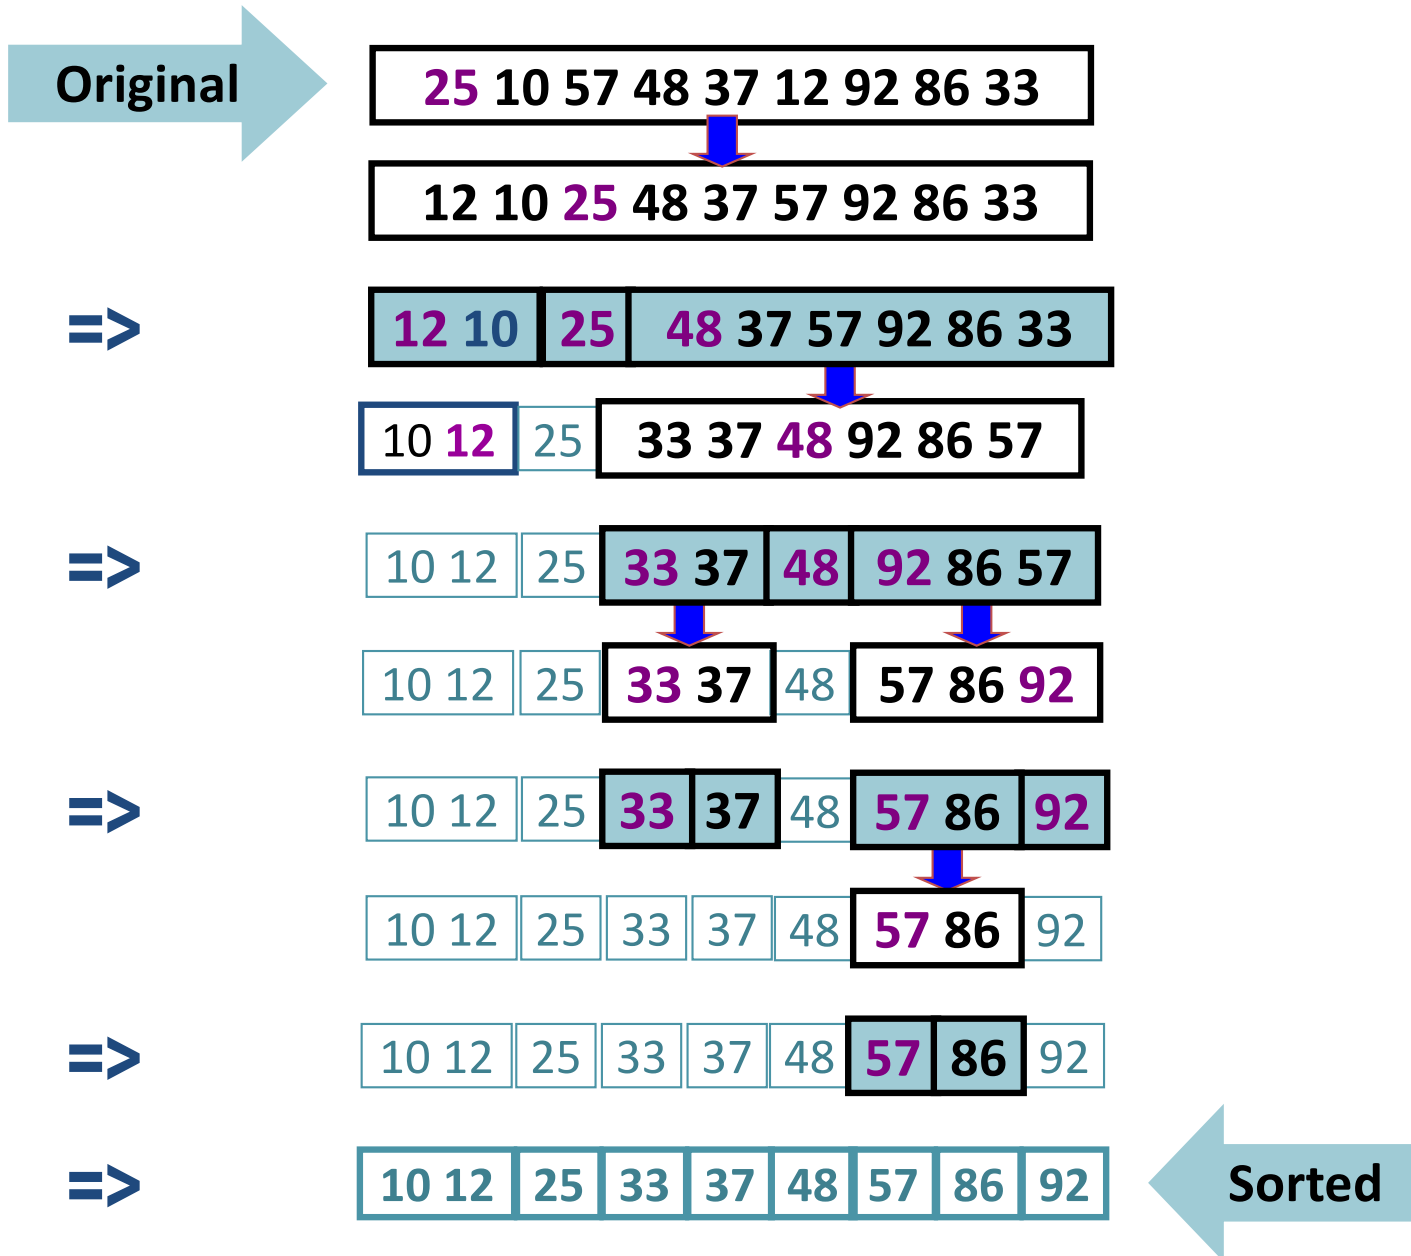 Original
25 10 57 48 37 12 92 86 33
12 10 25 48 37 57 92 86 33
=> 12 10 25 48 37 57 92 86 33
10 12 25 33 37 48 92 86 57
=> 10 12 25 33 37 48 92 86 57
10 12 25 33 37 48 57 86 92
=> 10 12 25 33 37 48 57 86 92
10 12 25 33 37 48 57 86 92
=> 10 12 25 33 37 48 57 86 92
=> 10 12 25 33 37 48 57 86 92
Sorted